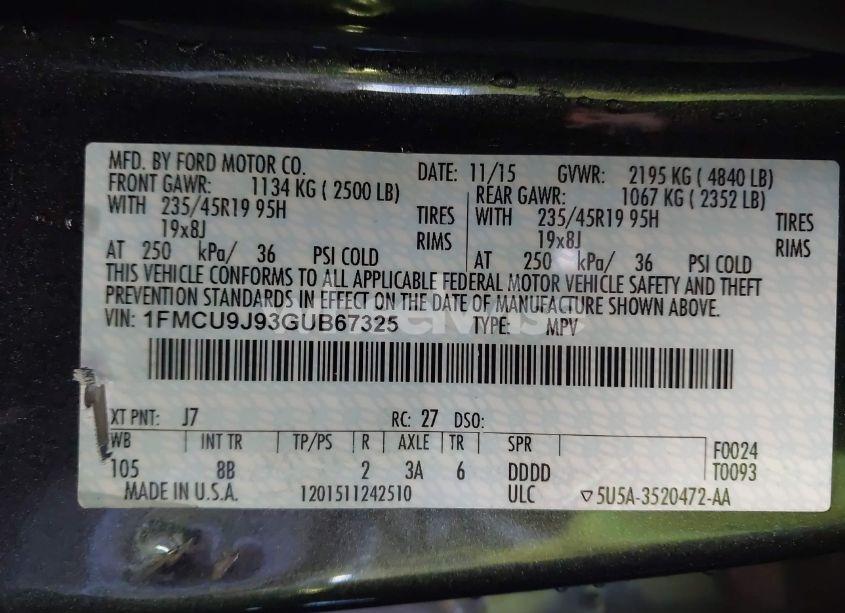 MFD. BY FORD MOTOR CO. DATE: 11/15 GVWR: 2195 KG ( 4840 LB)
FRONT GAWR: 1134 KG ( 2500 LB) REAR GAWR: 1067 KG ( 2352 LB)
WITH 235/45R19 95H TIRES WITH 235/45R19 95H TIRES
19x8J RIMS 19x8J RIMS
AT 250 kPa/ 36 PSI COLD AT 250 kPa/ 36 PSI COLD
THIS VEHICLE CONFORMS TO ALL APPLICABLE FEDERAL MOTOR VEHICLE SAFETY AND THEFT
PREVENTION STANDARDS IN EFFECT ON THE DATE OF MANUFACTURE SHOWN ABOVE.
VIN: 1FMCU9J93GUB67325 TYPE: MPV
XT PNT: J7 RC: 27 DSO:
WB INT TR TP/PS R AXLE TR SPR F0024
105 8B 2 3A 6 DDDD T0093
MADE IN U.S.A. 1201511242510 ULC ▽5U5A-3520472-AA